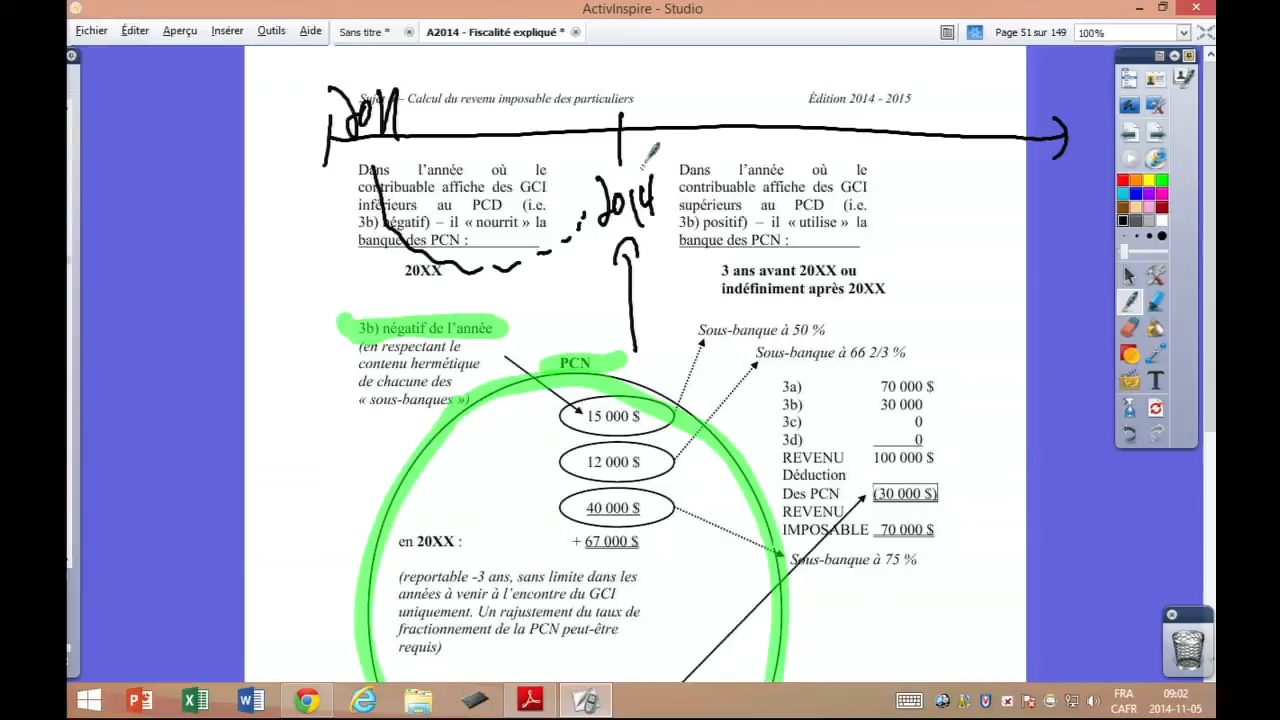 ActivInspire - Studio
Fichier Éditer Aperçu Insérer Outils Aide
Sans titre * A2014 - Fiscalité expliqué *
Page 51 sur 149 100%
– Calcul du revenu imposable des particuliers
Édition 2014 - 2015
2011
2014
Dans l’année où le
contribuable affiche des GCI
inférieurs au PCD (i.e.
3b) négatif) – il « nourrit » la
banque des PCN :
20XX
Dans l’année où le
contribuable affiche des GCI
supérieurs au PCD (i.e.
3b) positif) – il « utilise » la
banque des PCN :
3 ans avant 20XX ou
indéfiniment après 20XX
3b) négatif de l’année
(en respectant le
contenu hermétique
de chacune des
« sous-banques »)
PCN
Sous-banque à 50 %
Sous-banque à 66 2/3 %
15 000 $
12 000 $
40 000 $
en 20XX : + 67 000 $
(reportable -3 ans, sans limite dans les
années à venir à l’encontre du GCI
uniquement. Un rajustement du taux de
fractionnement de la PCN peut-être
requis)
3a) 70 000 $
3b) 30 000
3c) 0
3d) 0
REVENU 100 000 $
Déduction
Des PCN (30 000 $)
REVENU
IMPOSABLE 70 000 $
Sous-banque à 75 %
FRA
CAFR
09:02
2014-11-05